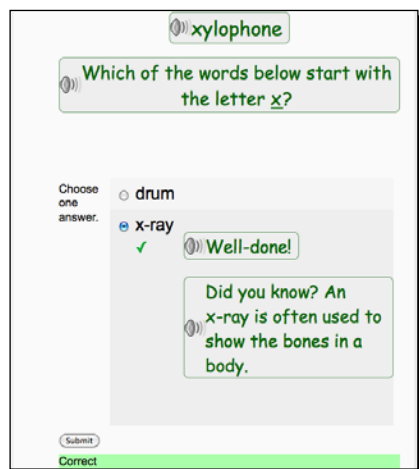 xylophone
Which of the words below start with
the letter x?
Choose
one
answer.
drum
x-ray
Well-done!
Did you know? An
x-ray is often used to
show the bones in a
body.
Submit
Correct